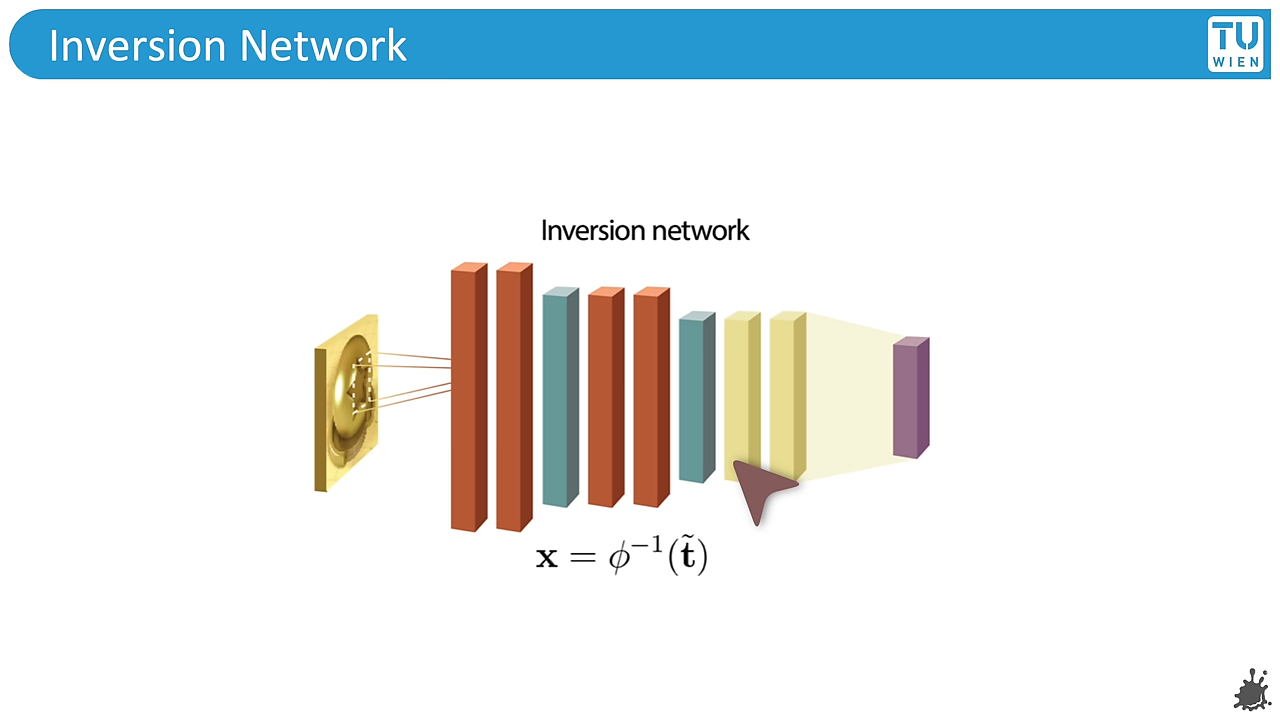 Inversion Network
TU
WIEN
Inversion network
x = ϕ⁻¹(t̃)